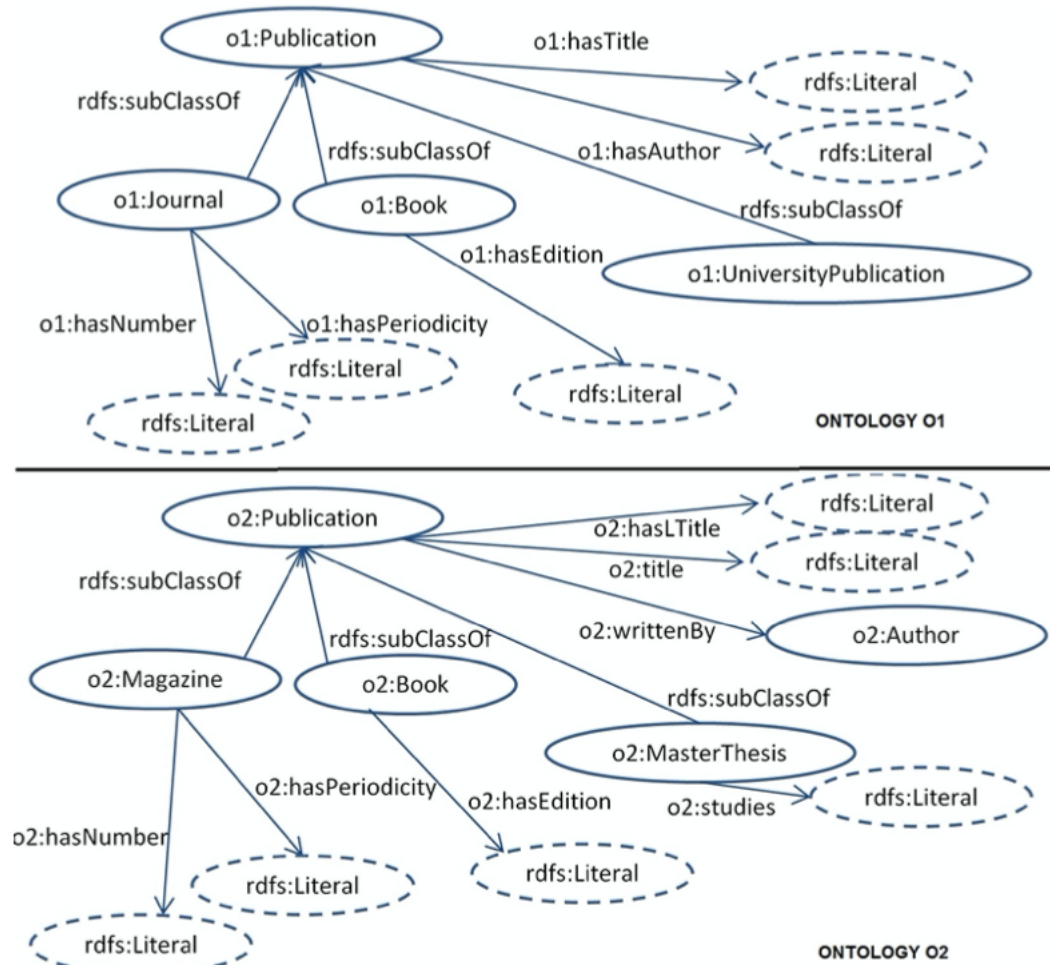 o1:Publication
o1:hasTitle
rdfs:Literal
rdfs:subClassOf
rdfs:subClassOf
o1:hasAuthor
rdfs:Literal
o1:Journal
o1:Book
rdfs:subClassOf
o1:hasEdition
o1:UniversityPublication
o1:hasNumber
o1:hasPeriodicity
rdfs:Literal
rdfs:Literal
rdfs:Literal
ONTOLOGY O1
o2:Publication
rdfs:Literal
o2:hasLTitle
rdfs:Literal
o2:title
rdfs:subClassOf
rdfs:subClassOf
o2:writtenBy
o2:Author
o2:Magazine
o2:Book
rdfs:subClassOf
o2:MasterThesis
o2:hasPeriodicity
o2:hasEdition
o2:studies
rdfs:Literal
o2:hasNumber
rdfs:Literal
rdfs:Literal
rdfs:Literal
ONTOLOGY O2